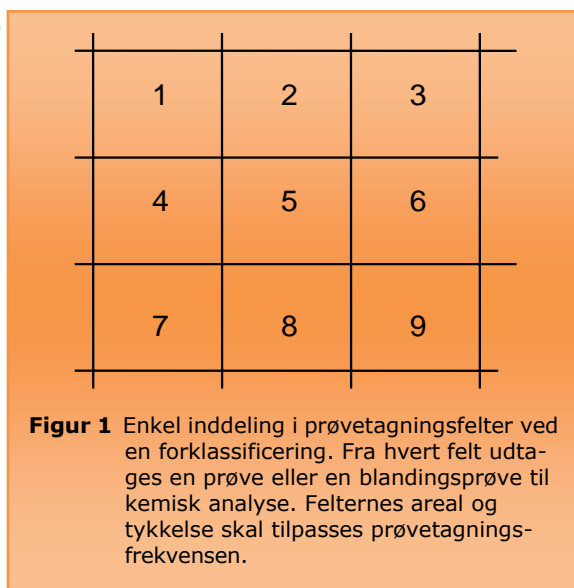 1 2 3
4 5 6
7 8 9
Figur 1 Enkel inddeling i prøvetagningsfelter ved
en forklassificering. Fra hvert felt udta-
ges en prøve eller en blandingsprøve til
kemisk analyse. Felternes areal og
tykkelse skal tilpasses prøvetagnings-
frekvensen.